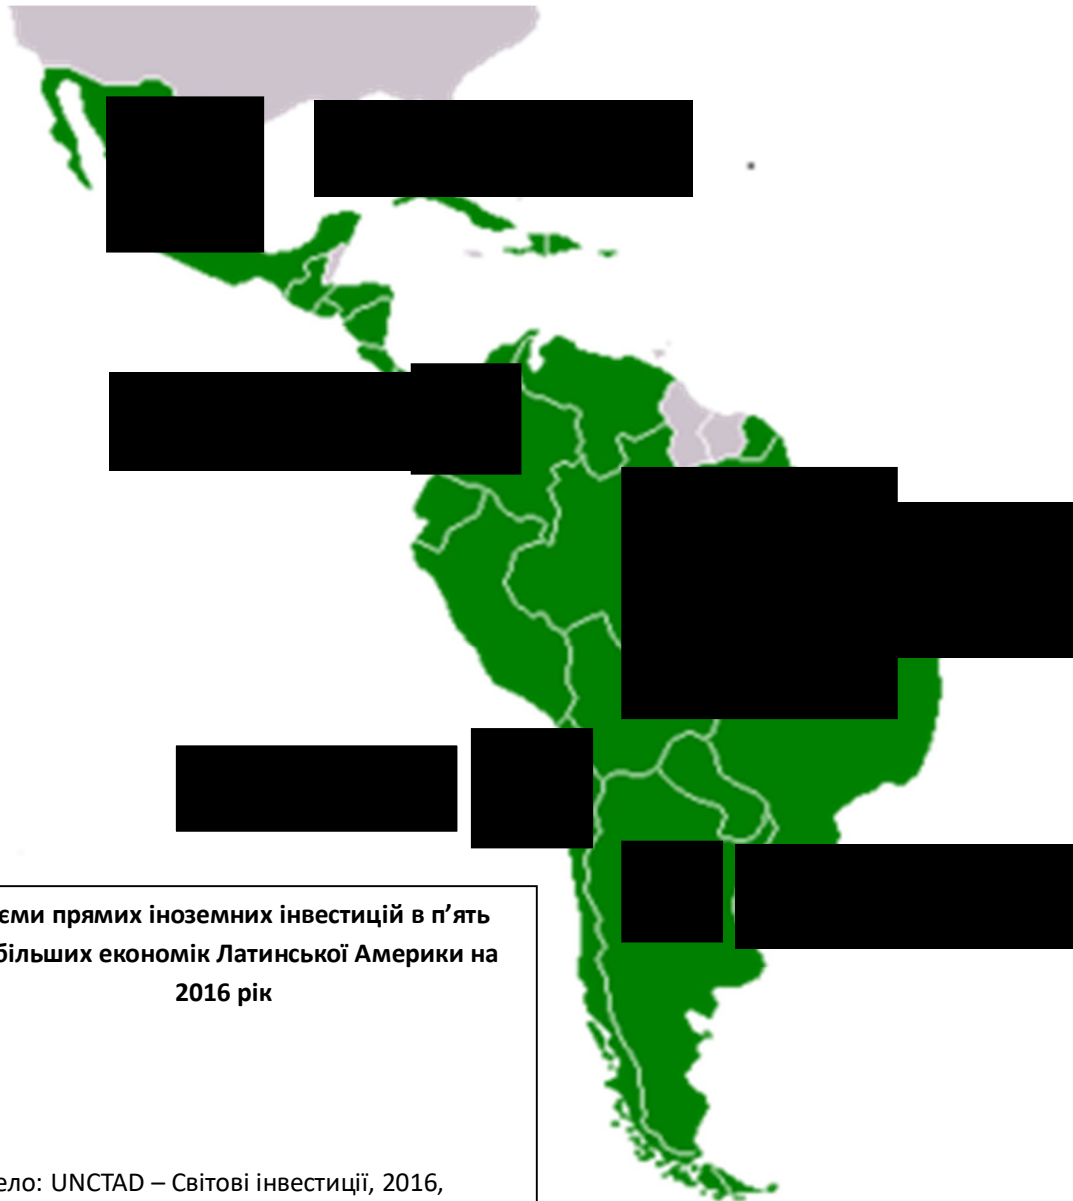 єми прямих іноземних інвестицій в п’ять
більших економік Латинської Америки на
2016 рік
ело: UNCTAD – Світові інвестиції, 2016,